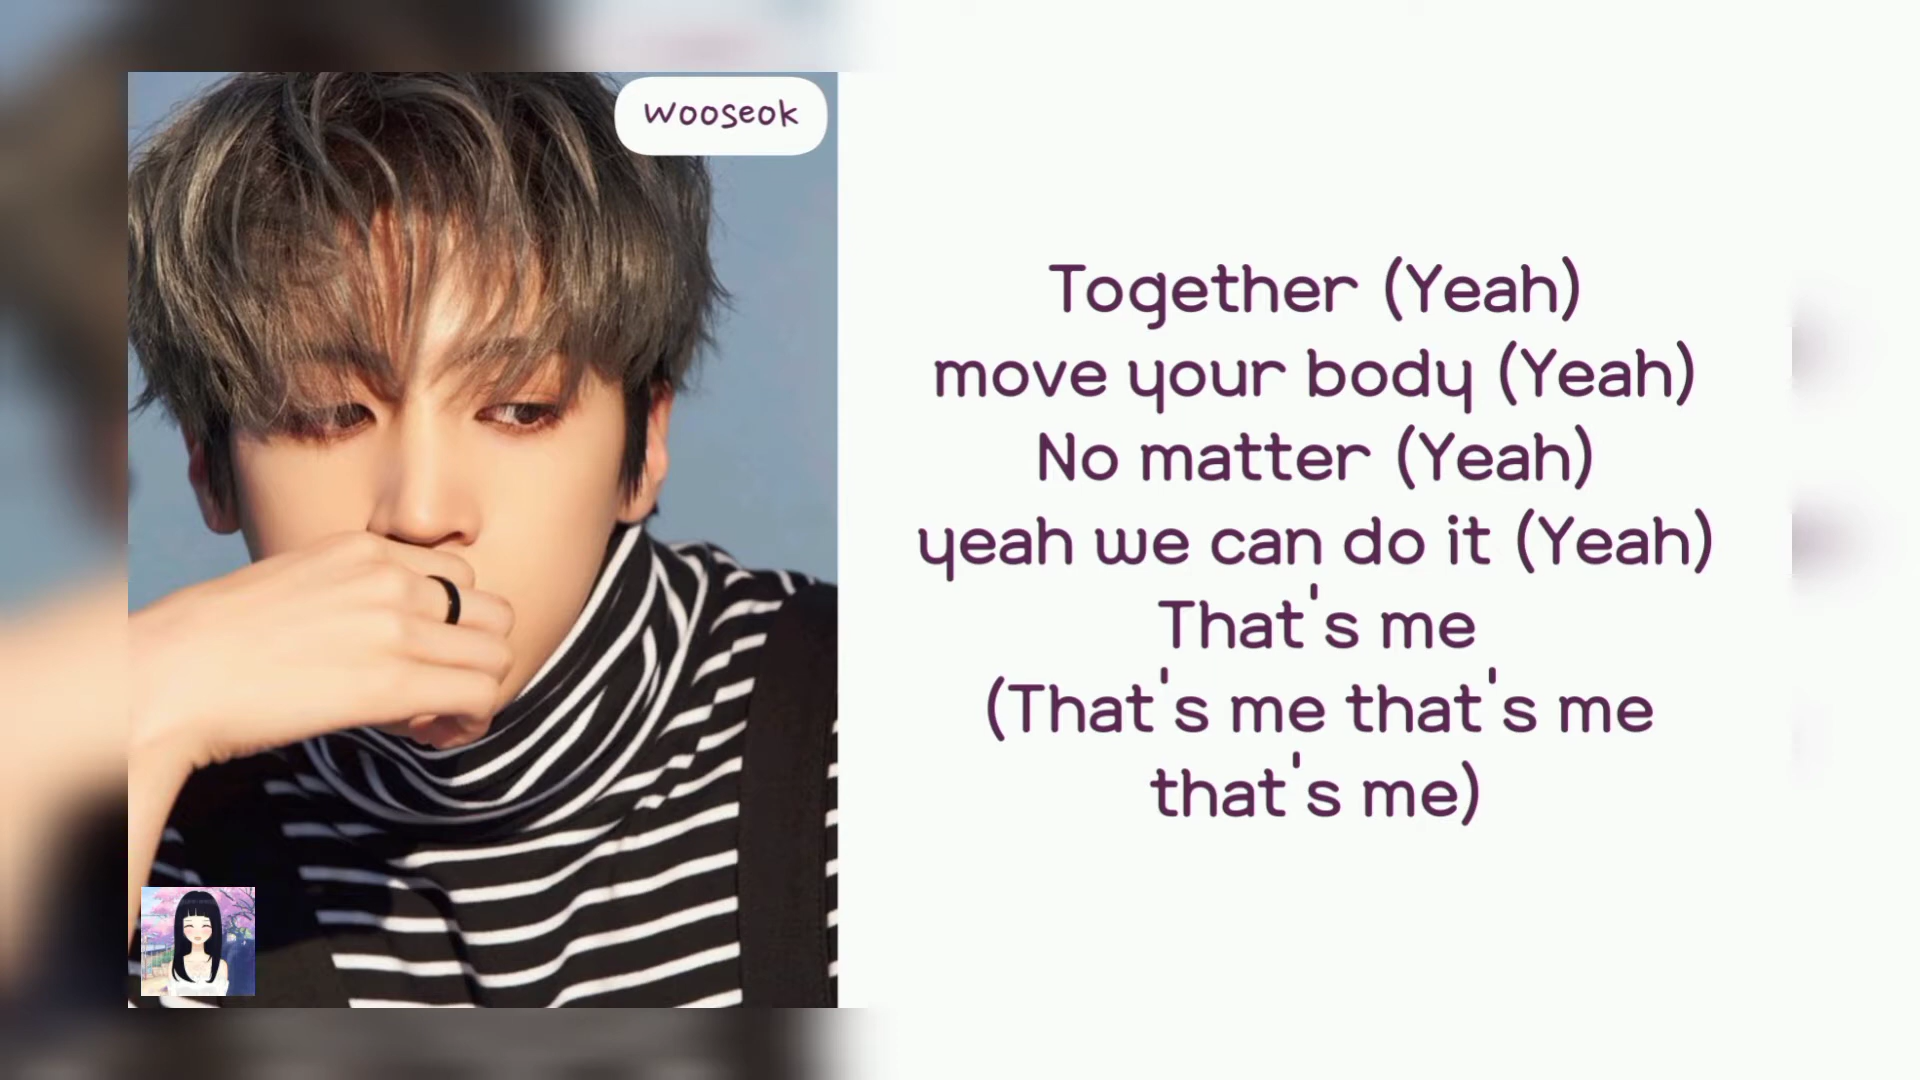 wooseok
Together (Yeah)
move your body (Yeah)
No matter (Yeah)
yeah we can do it (Yeah)
That's me
(That's me that's me
that's me)